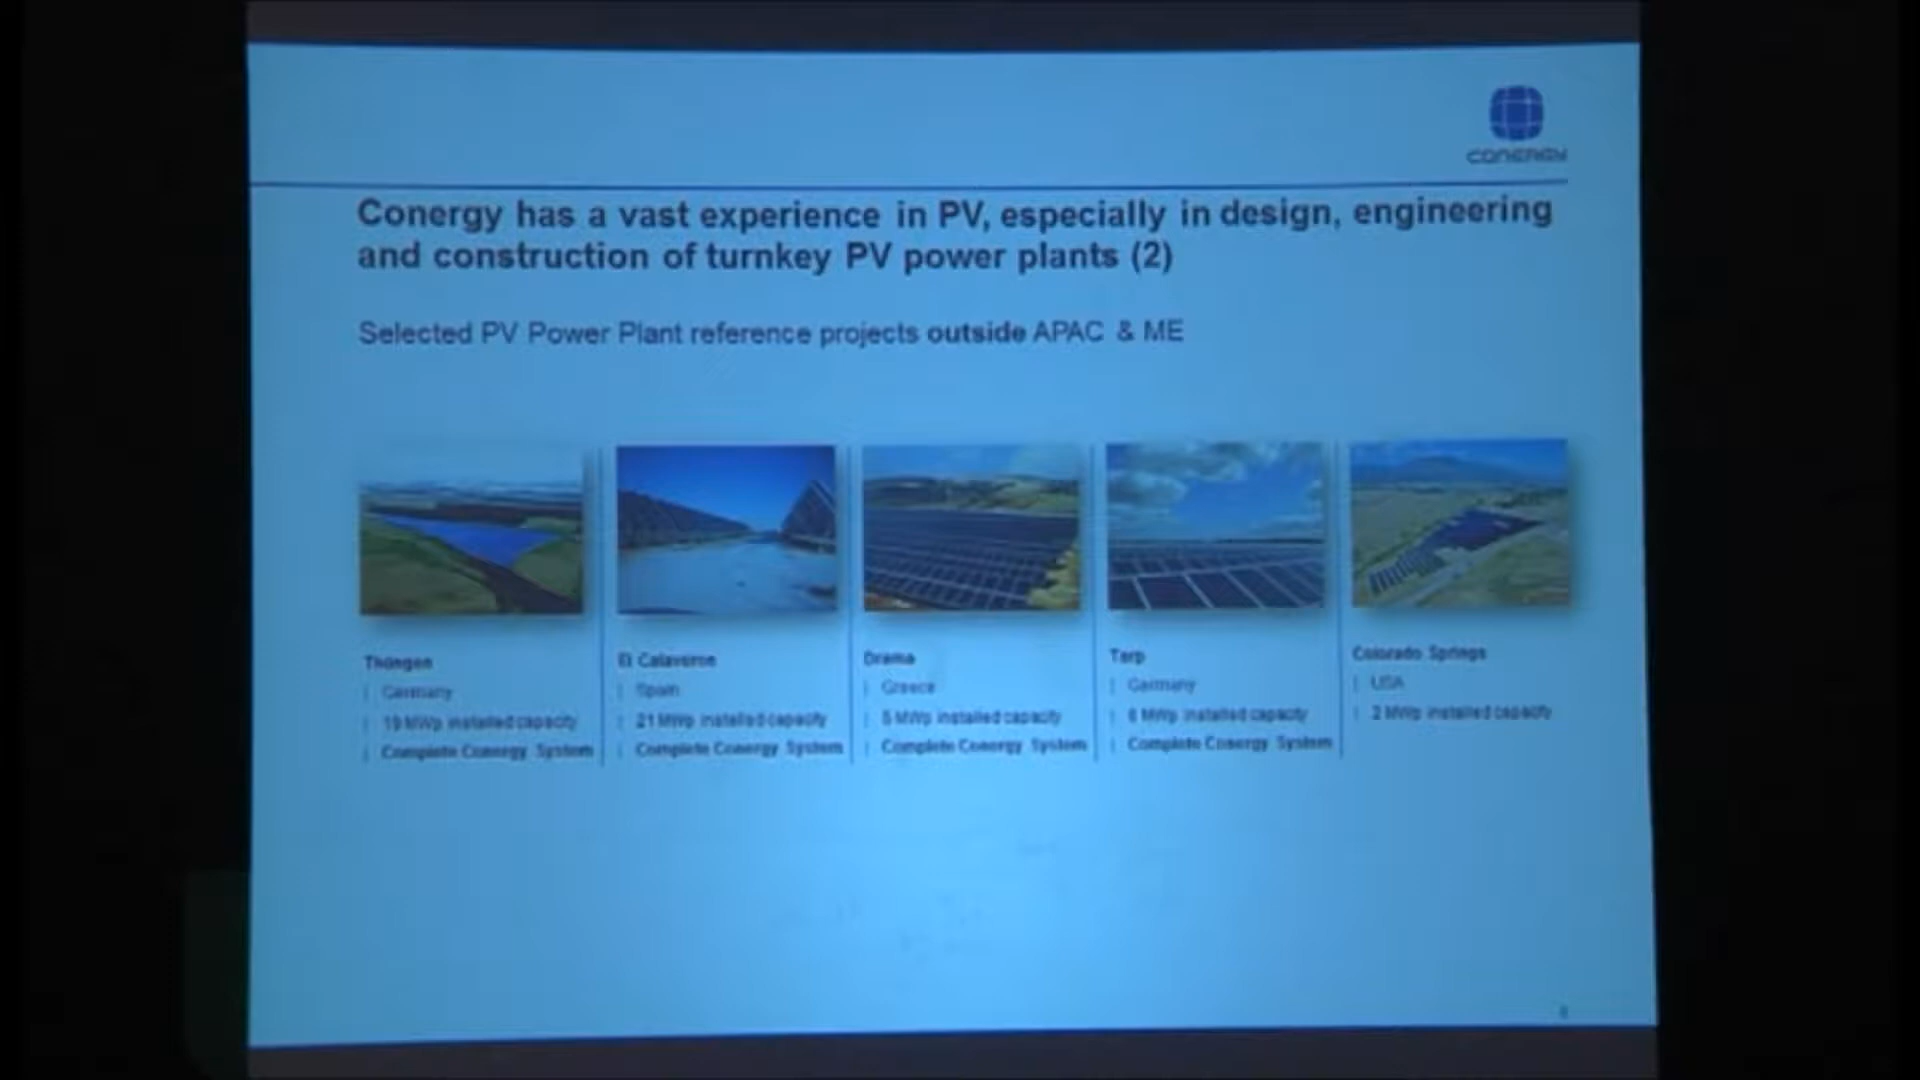 CONERGY
Conergy has a vast experience in PV, especially in design, engineering
and construction of turnkey PV power plants (2)
Selected PV Power Plant reference projects outside APAC & ME
Thüngen
Germany
19 MWp installed capacity
Complete Conergy System
El Calaverne
Spain
21 MWp installed capacity
Complete Conergy System
Drama
Greece
5 MWp installed capacity
Complete Conergy System
Terp
Germany
6 MWp installed capacity
Complete Conergy System
Colorado Springs
USA
2 MWp installed capacity